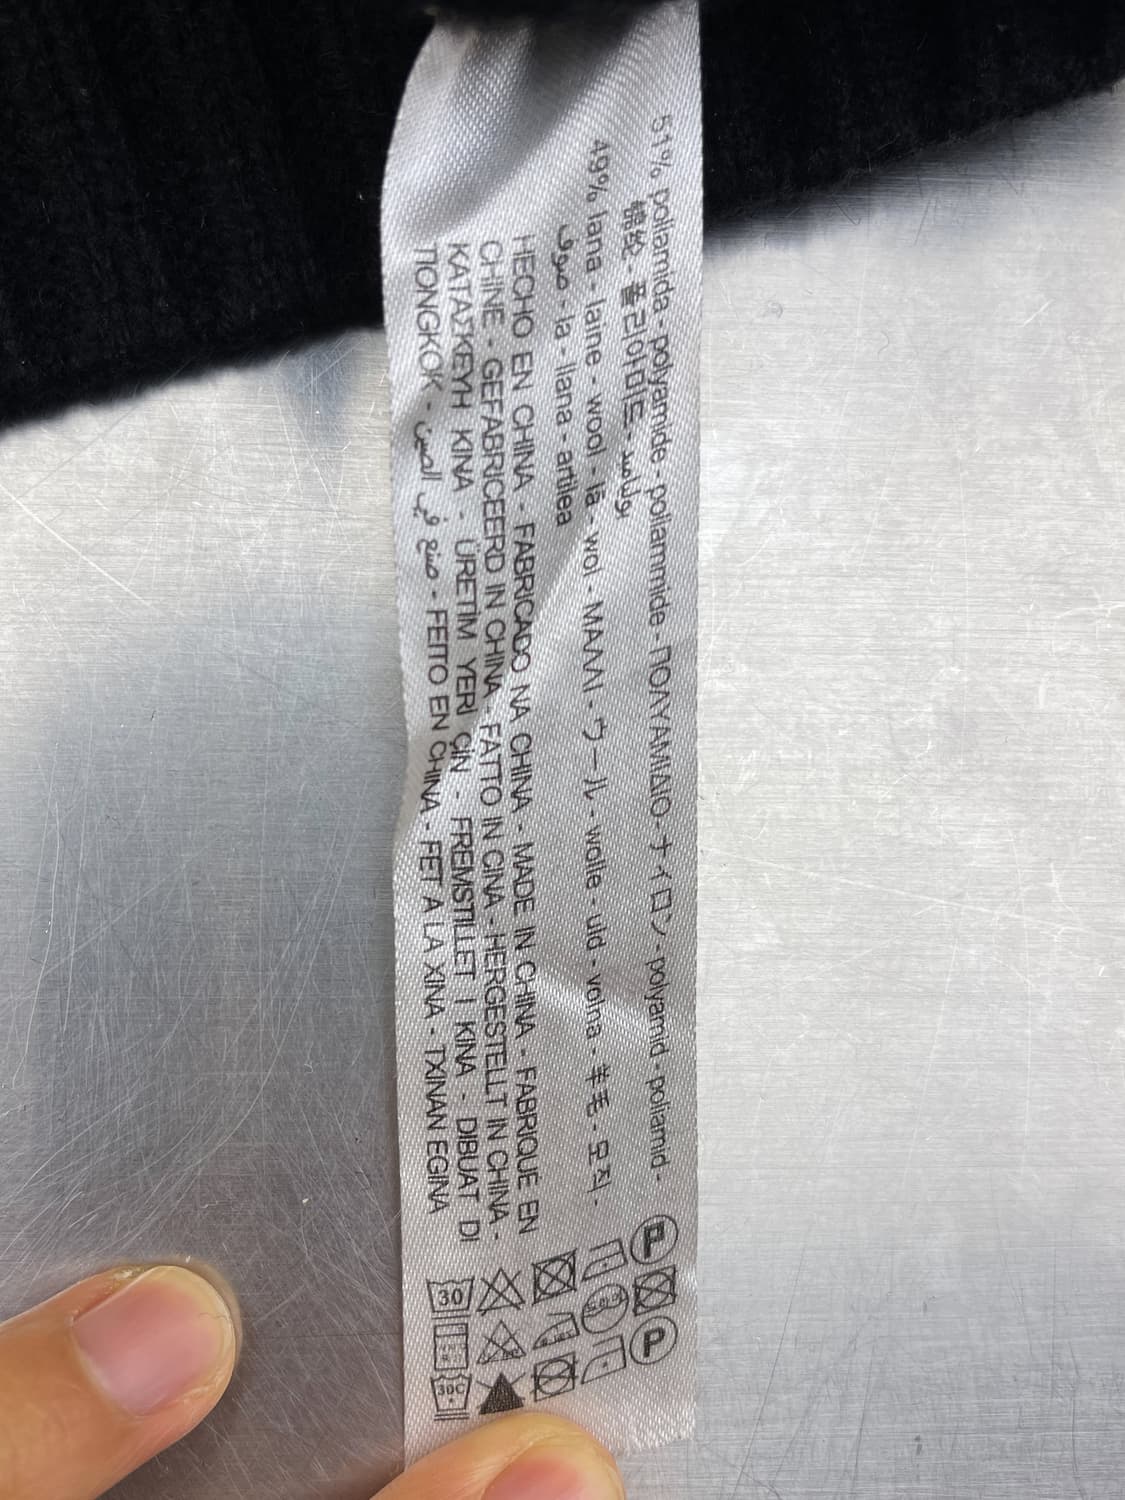 51% poliamida - polyamide - poliammide - ΠΟΛΥΑΜΙΔΙΟ - ナイロン - polyamid - poliamid -
锦纶 - 폴리아미드 - بوليامید
49% lana - laine - wool - lã - wol - ΜΑΛΛΙ - ウール - wolle - uld - volna - 羊毛 - 모직 -
صوف - la - llana - artilea
HECHO EN CHINA - FABRICADO NA CHINA - MADE IN CHINA - FABRIQUE EN
CHINE - GEFABRICEERD IN CHINA - FATTO IN CINA - HERGESTELLT IN CHINA -
ΚΑΤΑΣΚΕΥΗ ΚΙΝΑ - ÜRETİM YERİ ÇİN - FREMSTILLET I KINA - DIBUAT DI
TIONGKOK - صنع في الصين - FEITO EN CHINA - FET A LA XINA - TXINAN EGINA
P
P
30
30C